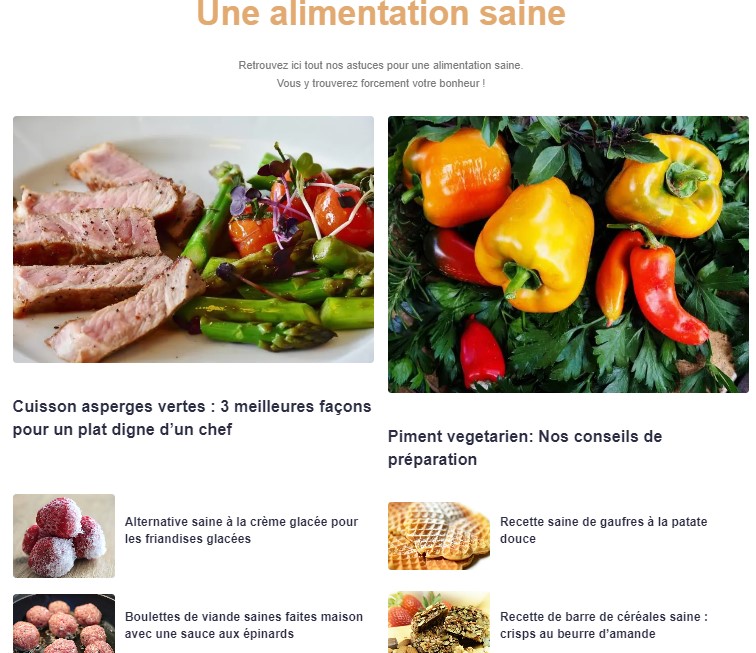 Une alimentation saine
Retrouvez ici tout nos astuces pour une alimentation saine.
Vous y trouverez forcement votre bonheur !
Cuisson asperges vertes : 3 meilleures façons
pour un plat digne d’un chef
Piment vegetarien: Nos conseils de
préparation
Alternative saine à la crème glacée pour
les friandises glacées
Recette saine de gaufres à la patate
douce
Boulettes de viande saines faites maison
avec une sauce aux épinards
Recette de barre de céréales saine :
crisps au beurre d’amande